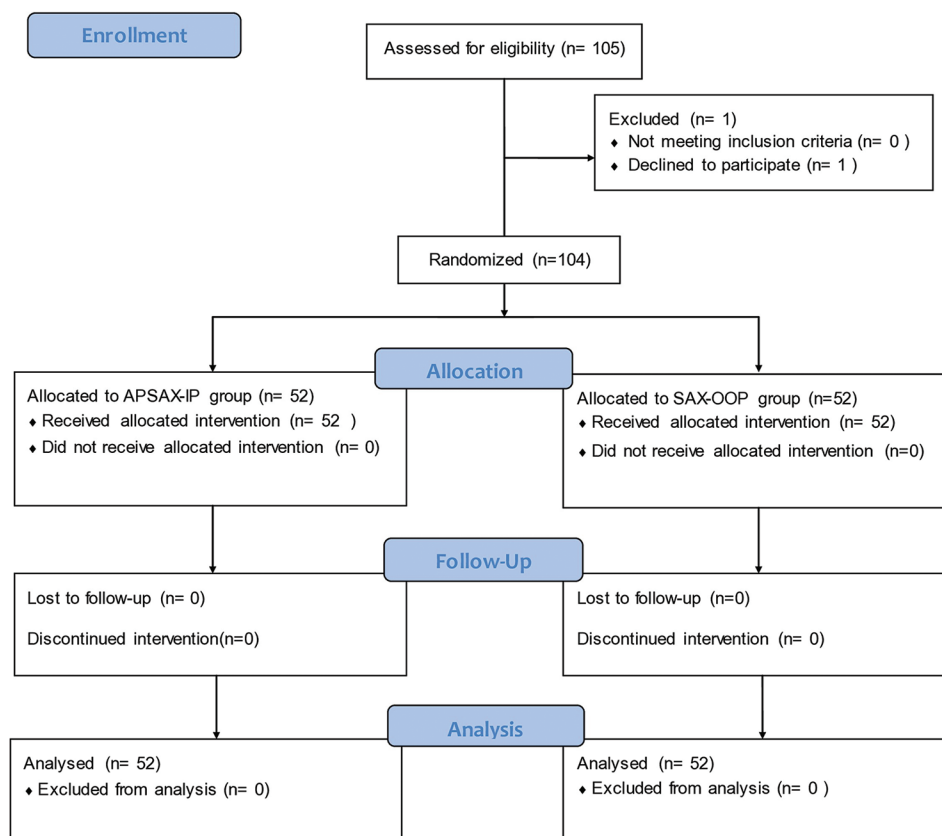 Enrollment
Assessed for eligibility (n= 105)
Excluded (n= 1)
♦ Not meeting inclusion criteria (n= 0 )
♦ Declined to participate (n= 1 )
Randomized (n=104)
Allocation
Allocated to APSAX-IP group (n= 52)
♦ Received allocated intervention (n= 52 )
♦ Did not receive allocated intervention (n= 0)
Allocated to SAX-OOP group (n=52)
♦ Received allocated intervention (n= 52)
♦ Did not receive allocated intervention (n=0)
Follow-Up
Lost to follow-up (n= 0)
Discontinued intervention(n=0)
Lost to follow-up (n=0)
Discontinued intervention (n= 0)
Analysis
Analysed (n= 52)
♦ Excluded from analysis (n= 0)
Analysed (n= 52)
♦ Excluded from analysis (n= 0 )